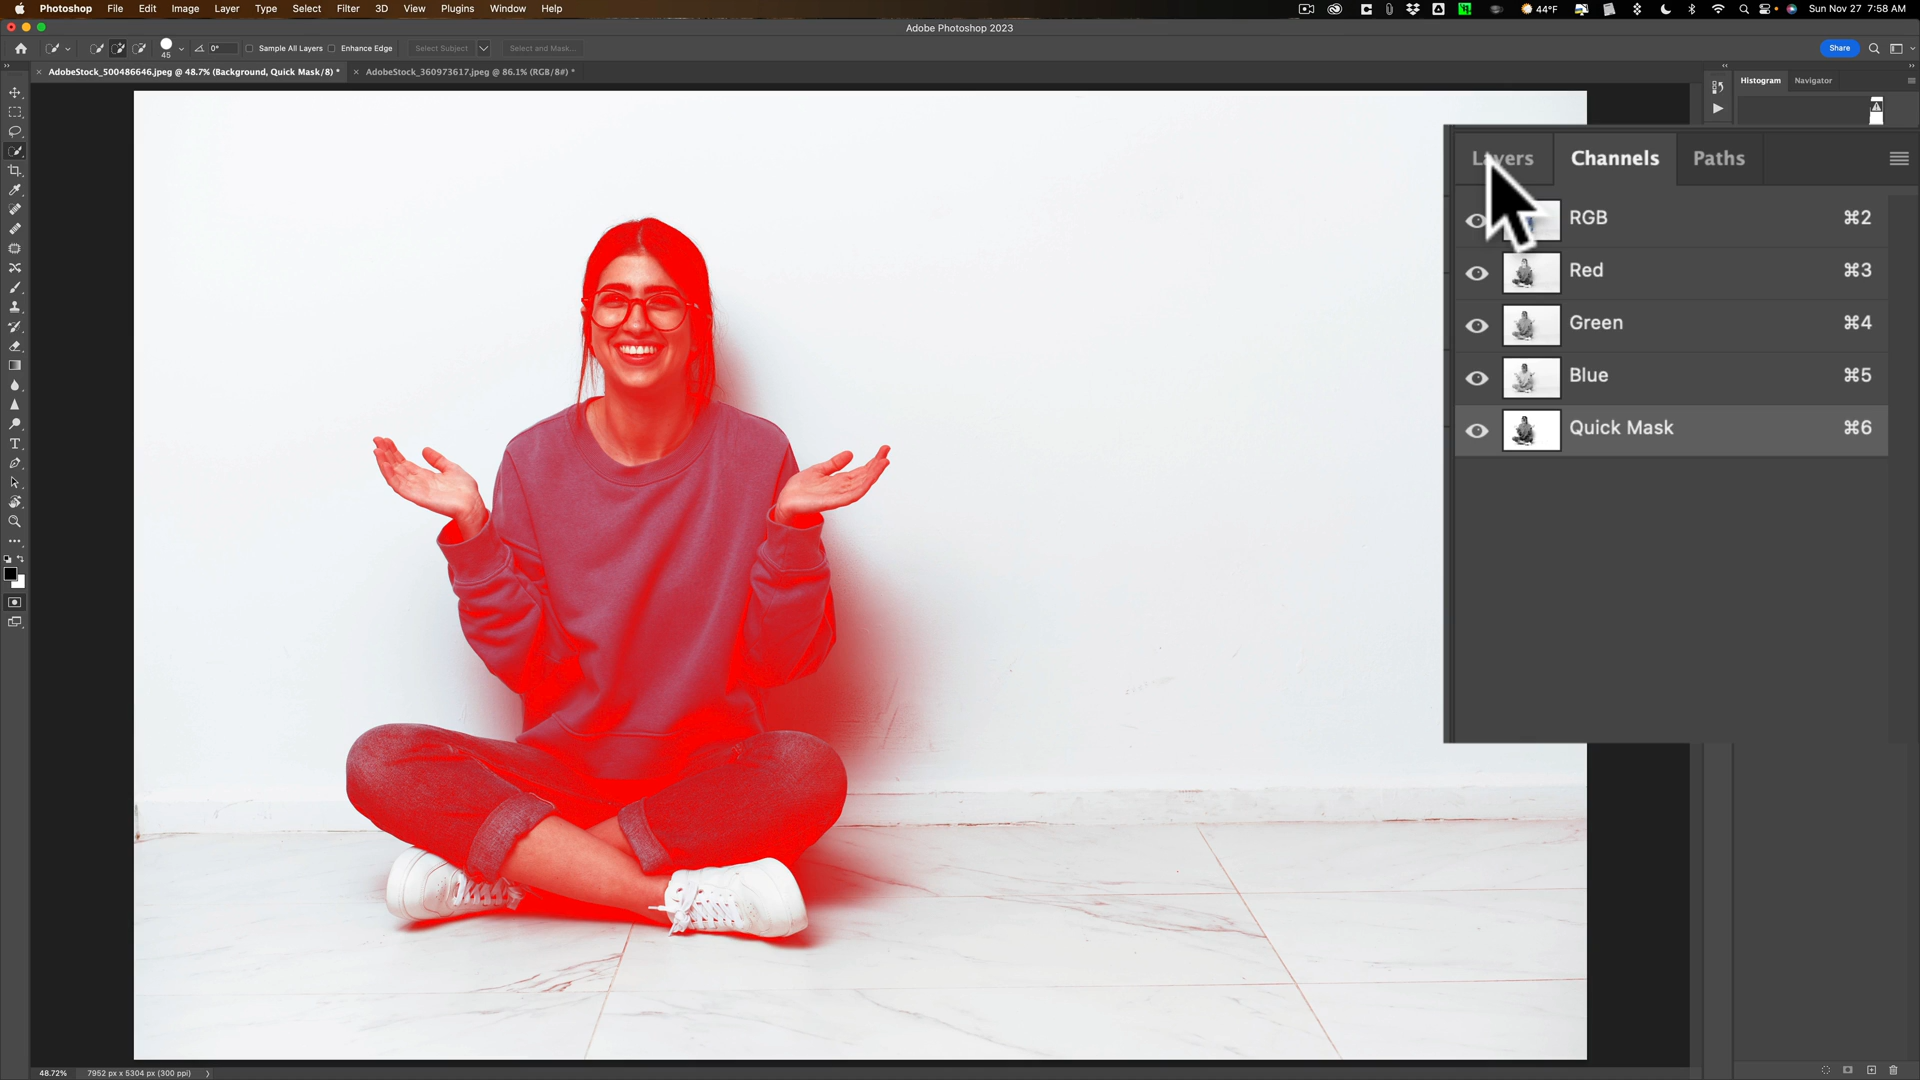 Photoshop File Edit Image Layer Type Select Filter 3D View Plugins Window Help 44°F Sun Nov 27 7:58 AM
Adobe Photoshop 2023
45 0° Sample All Layers Enhance Edge Select Subject Select and Mask... Share
× AdobeStock_500486646.jpeg @ 48.7% (Background, Quick Mask/8) * × AdobeStock_360973617.jpeg @ 86.1% (RGB/8#) *
Histogram Navigator
Layers Channels Paths
RGB ⌘2
Red ⌘3
Green ⌘4
Blue ⌘5
Quick Mask ⌘6
48.72% 7952 px x 5304 px (300 ppi)